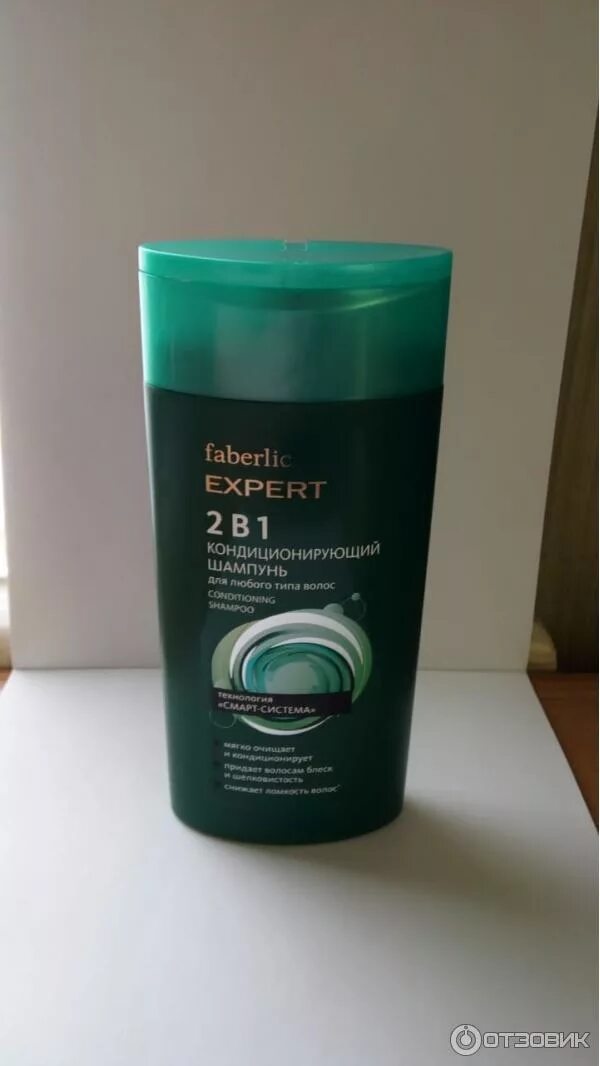 faberlic
EXPERT
2 В 1
КОНДИЦИОНИРУЮЩИЙ
ШАМПУНЬ
для любого типа волос
CONDITIONING
SHAMPOO
технология
«СМАРТ-СИСТЕМА»
мягко очищает
и кондиционирует
придает волосам блеск
и шелковистость
снижает ломкость волос
ОТЗОВИК